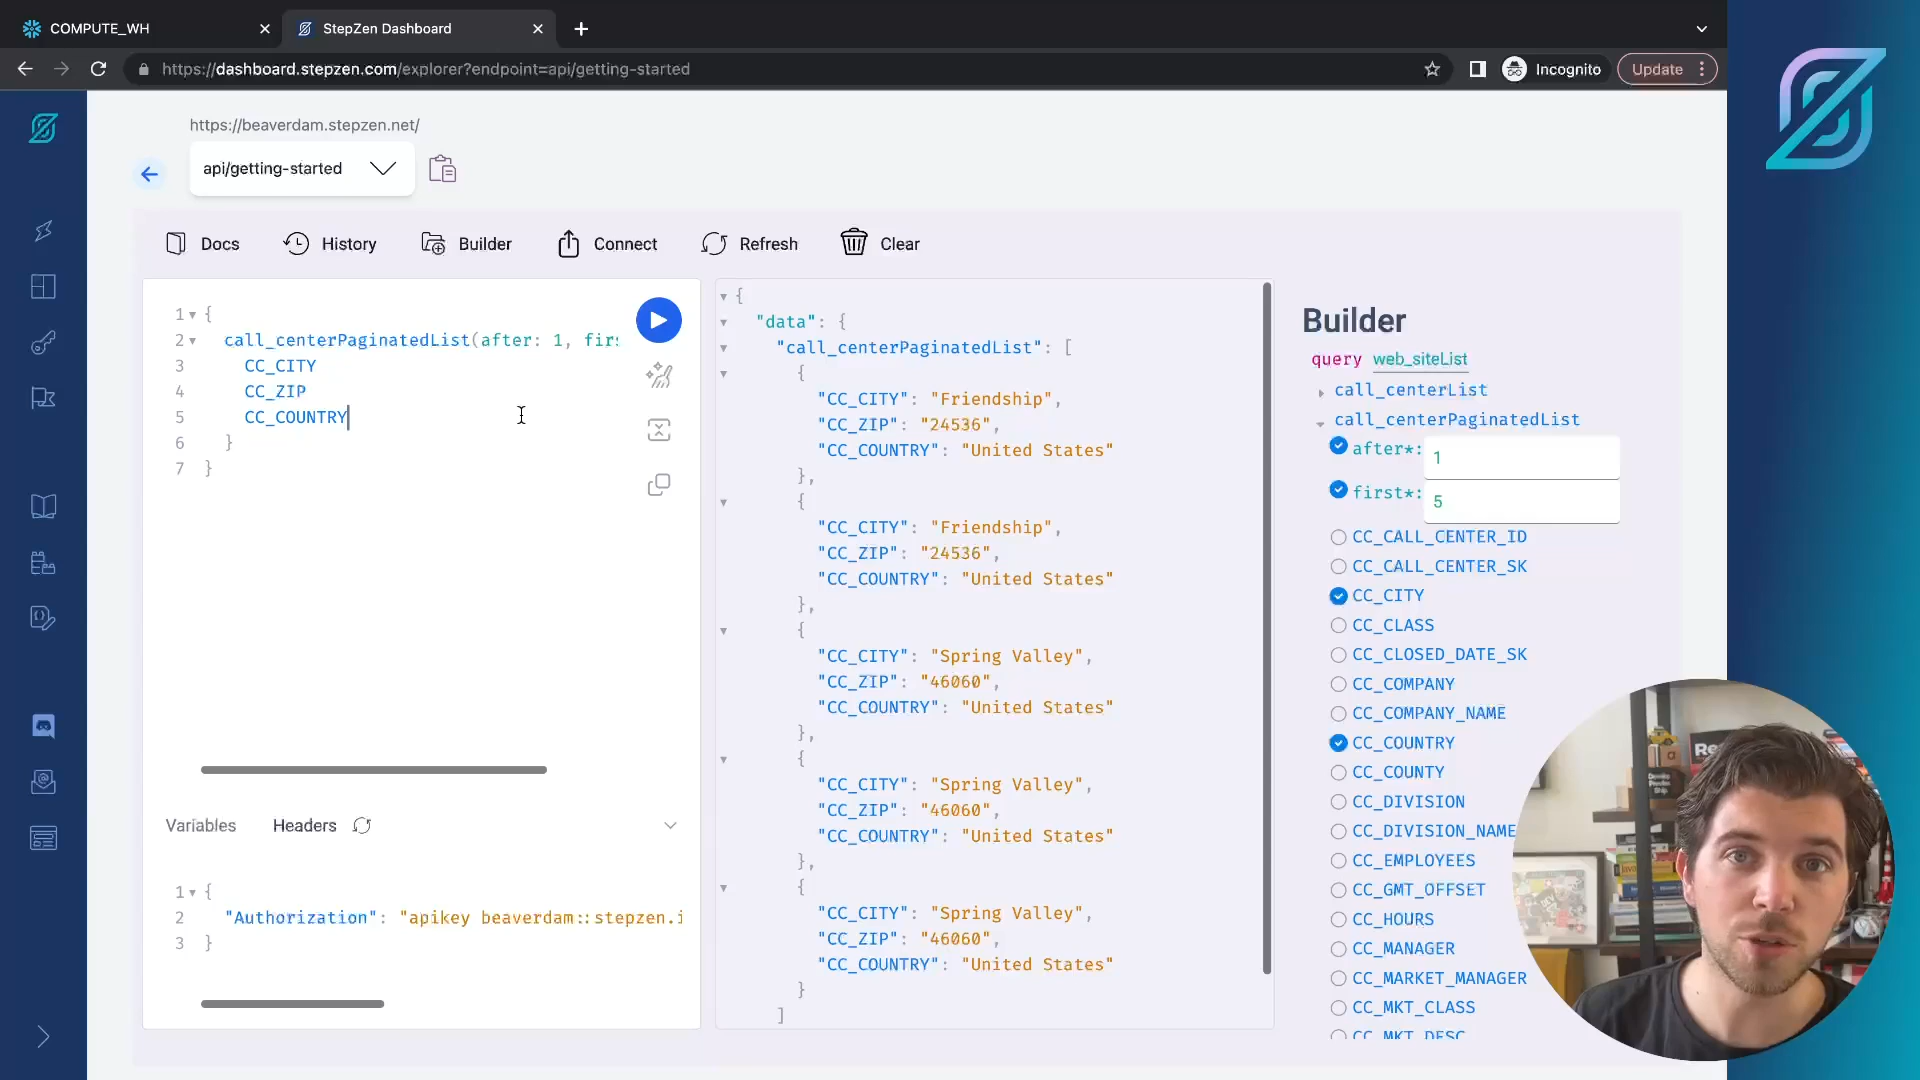 COMPUTE_WH
StepZen Dashboard
https://dashboard.stepzen.com/explorer?endpoint=api/getting-started
Incognito
Update
https://beaverdam.stepzen.net/
api/getting-started
Docs
History
Builder
Connect
Refresh
Clear
1 {
2 call_centerPaginatedList(after: 1, fir
3 CC_CITY
4 CC_ZIP
5 CC_COUNTRY
6 }
7 }
Variables
Headers
1 {
2 "Authorization": "apikey beaverdam::stepzen.i
3 }
{
"data": {
"call_centerPaginatedList": [
{
"CC_CITY": "Friendship",
"CC_ZIP": "24536",
"CC_COUNTRY": "United States"
},
{
"CC_CITY": "Friendship",
"CC_ZIP": "24536",
"CC_COUNTRY": "United States"
},
{
"CC_CITY": "Spring Valley",
"CC_ZIP": "46060",
"CC_COUNTRY": "United States"
},
{
"CC_CITY": "Spring Valley",
"CC_ZIP": "46060",
"CC_COUNTRY": "United States"
},
{
"CC_CITY": "Spring Valley",
"CC_ZIP": "46060",
"CC_COUNTRY": "United States"
}
]
Builder
query web_siteList
call_centerList
call_centerPaginatedList
after*: 1
first*: 5
CC_CALL_CENTER_ID
CC_CALL_CENTER_SK
CC_CITY
CC_CLASS
CC_CLOSED_DATE_SK
CC_COMPANY
CC_COMPANY_NAME
CC_COUNTRY
CC_COUNTY
CC_DIVISION
CC_DIVISION_NAME
CC_EMPLOYEES
CC_GMT_OFFSET
CC_HOURS
CC_MANAGER
CC_MARKET_MANAGER
CC_MKT_CLASS
CC_MKT_DESC